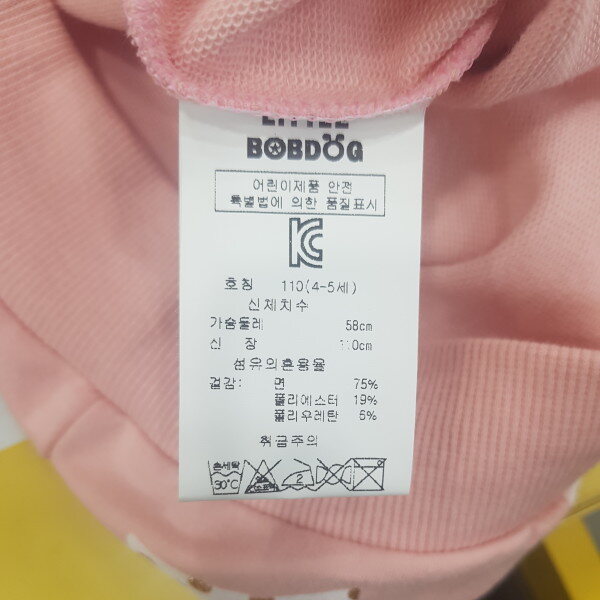 LITTLE
BOBDOG
어린이제품 안전
특별법에 의한 품질표시
호칭 110(4-5세)
신체치수
가슴둘레 58cm
신 장 110cm
섬유의혼용율
겉감: 면 75%
폴리에스터 19%
폴리우레탄 6%
취급주의
손세탁
30℃
2